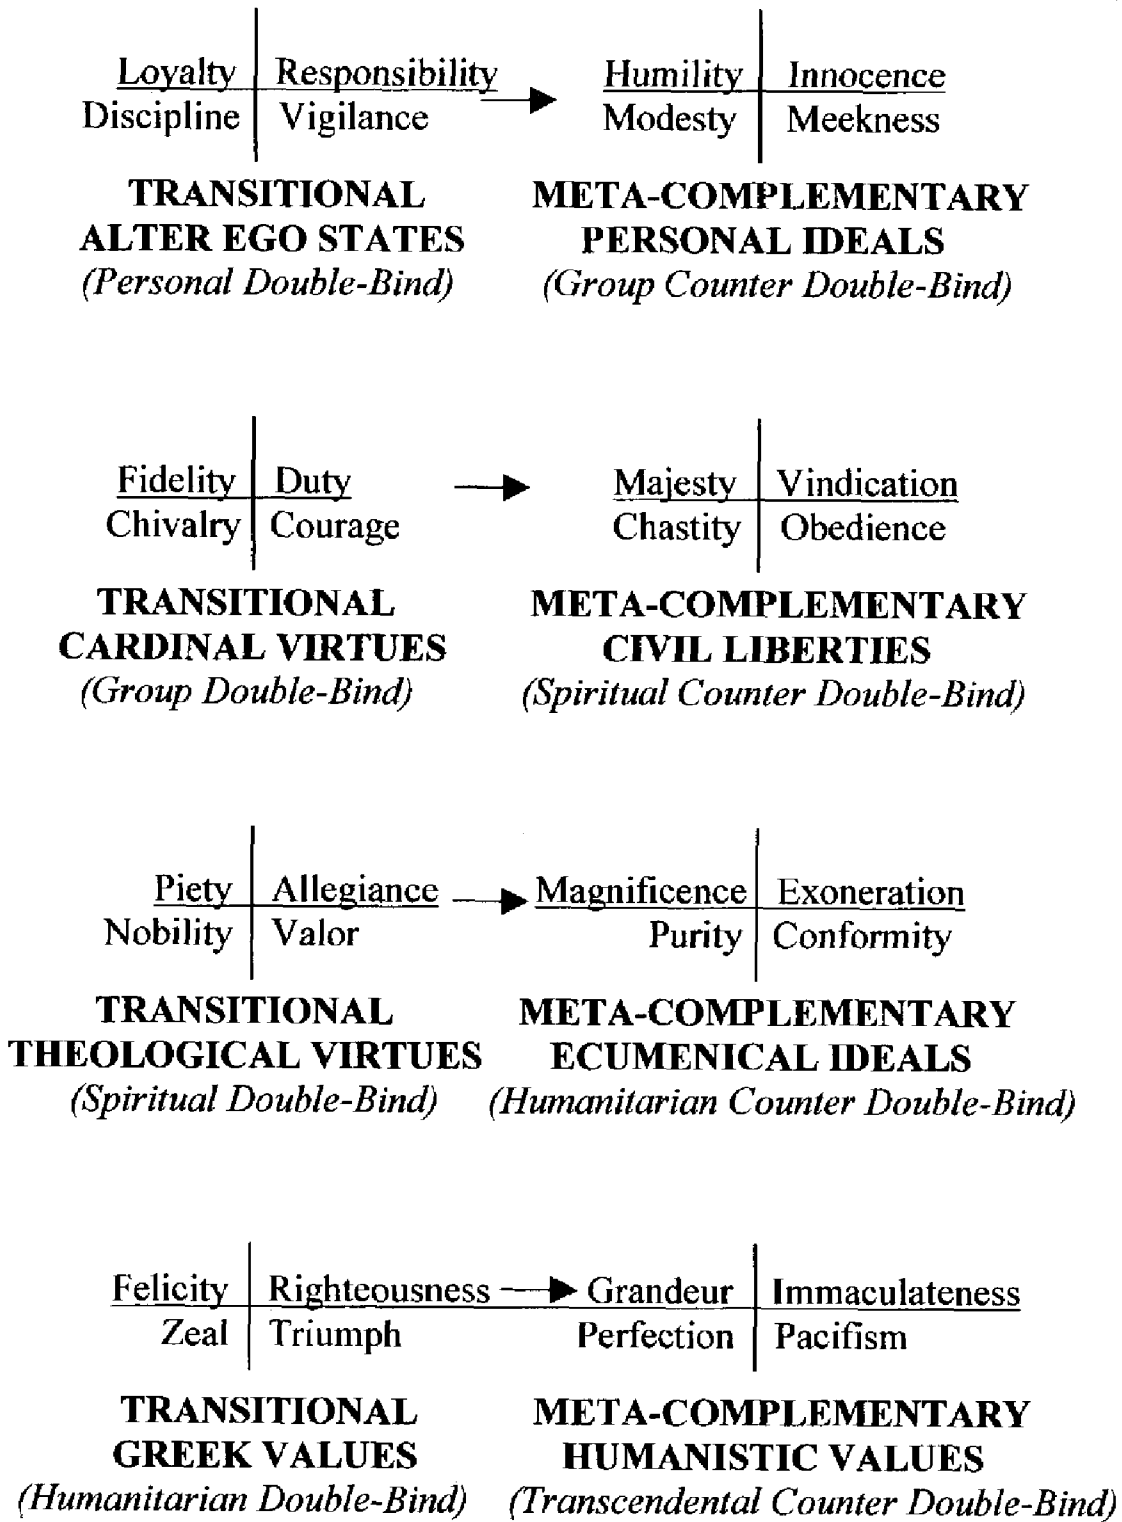 Loyalty Responsibility Humility Innocence
Discipline Vigilance Modesty Meekness
TRANSITIONAL META-COMPLEMENTARY
ALTER EGO STATES PERSONAL IDEALS
(Personal Double-Bind) (Group Counter Double-Bind)
Fidelity Duty Majesty Vindication
Chivalry Courage Chastity Obedience
TRANSITIONAL META-COMPLEMENTARY
CARDINAL VIRTUES CIVIL LIBERTIES
(Group Double-Bind) (Spiritual Counter Double-Bind)
Piety Allegiance Magnificence Exoneration
Nobility Valor Purity Conformity
TRANSITIONAL META-COMPLEMENTARY
THEOLOGICAL VIRTUES ECUMENICAL IDEALS
(Spiritual Double-Bind) (Humanitarian Counter Double-Bind)
Felicity Righteousness Grandeur Immaculateness
Zeal Triumph Perfection Pacifism
TRANSITIONAL META-COMPLEMENTARY
GREEK VALUES HUMANISTIC VALUES
(Humanitarian Double-Bind) (Transcendental Counter Double-Bind)